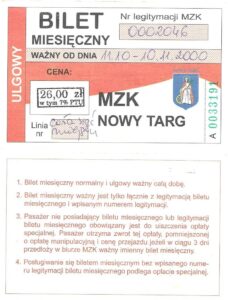 ULGOWY
BILET
MIESIĘCZNY
Nr legitymacji MZK
0002046
WAŻNY OD DNIA 11.10 - 10.11.2000
CENA:
26,00 zł
w tym 7% PTU
Linia
nr
MZK
NOWY TARG
A 0033191
1. Bilet miesięczny normalny i ulgowy ważny całą dobę.
2. Bilet miesięczny ważny jest tylko łącznie z legitymacją biletu
miesięcznego i wpisanym numerem legitymacji.
3. Pasażer nie posiadający biletu miesięcznego lub legitymacji
biletu miesięcznego obowiązany jest do uiszczenia opłaty
specjalnej. Pasażer otrzyma zwrot tej opłaty, pomniejszonej
o opłatę manipulacyjną i cenę przejazdu jeżeli w ciągu 3 dni
przedłoży w biurze MZK ważny imienny bilet miesięczny.
4. Posługiwanie się biletem miesięcznym bez wpisanego nume-
ru legitymacji biletu miesięcznego podlega opłacie specjalnej.